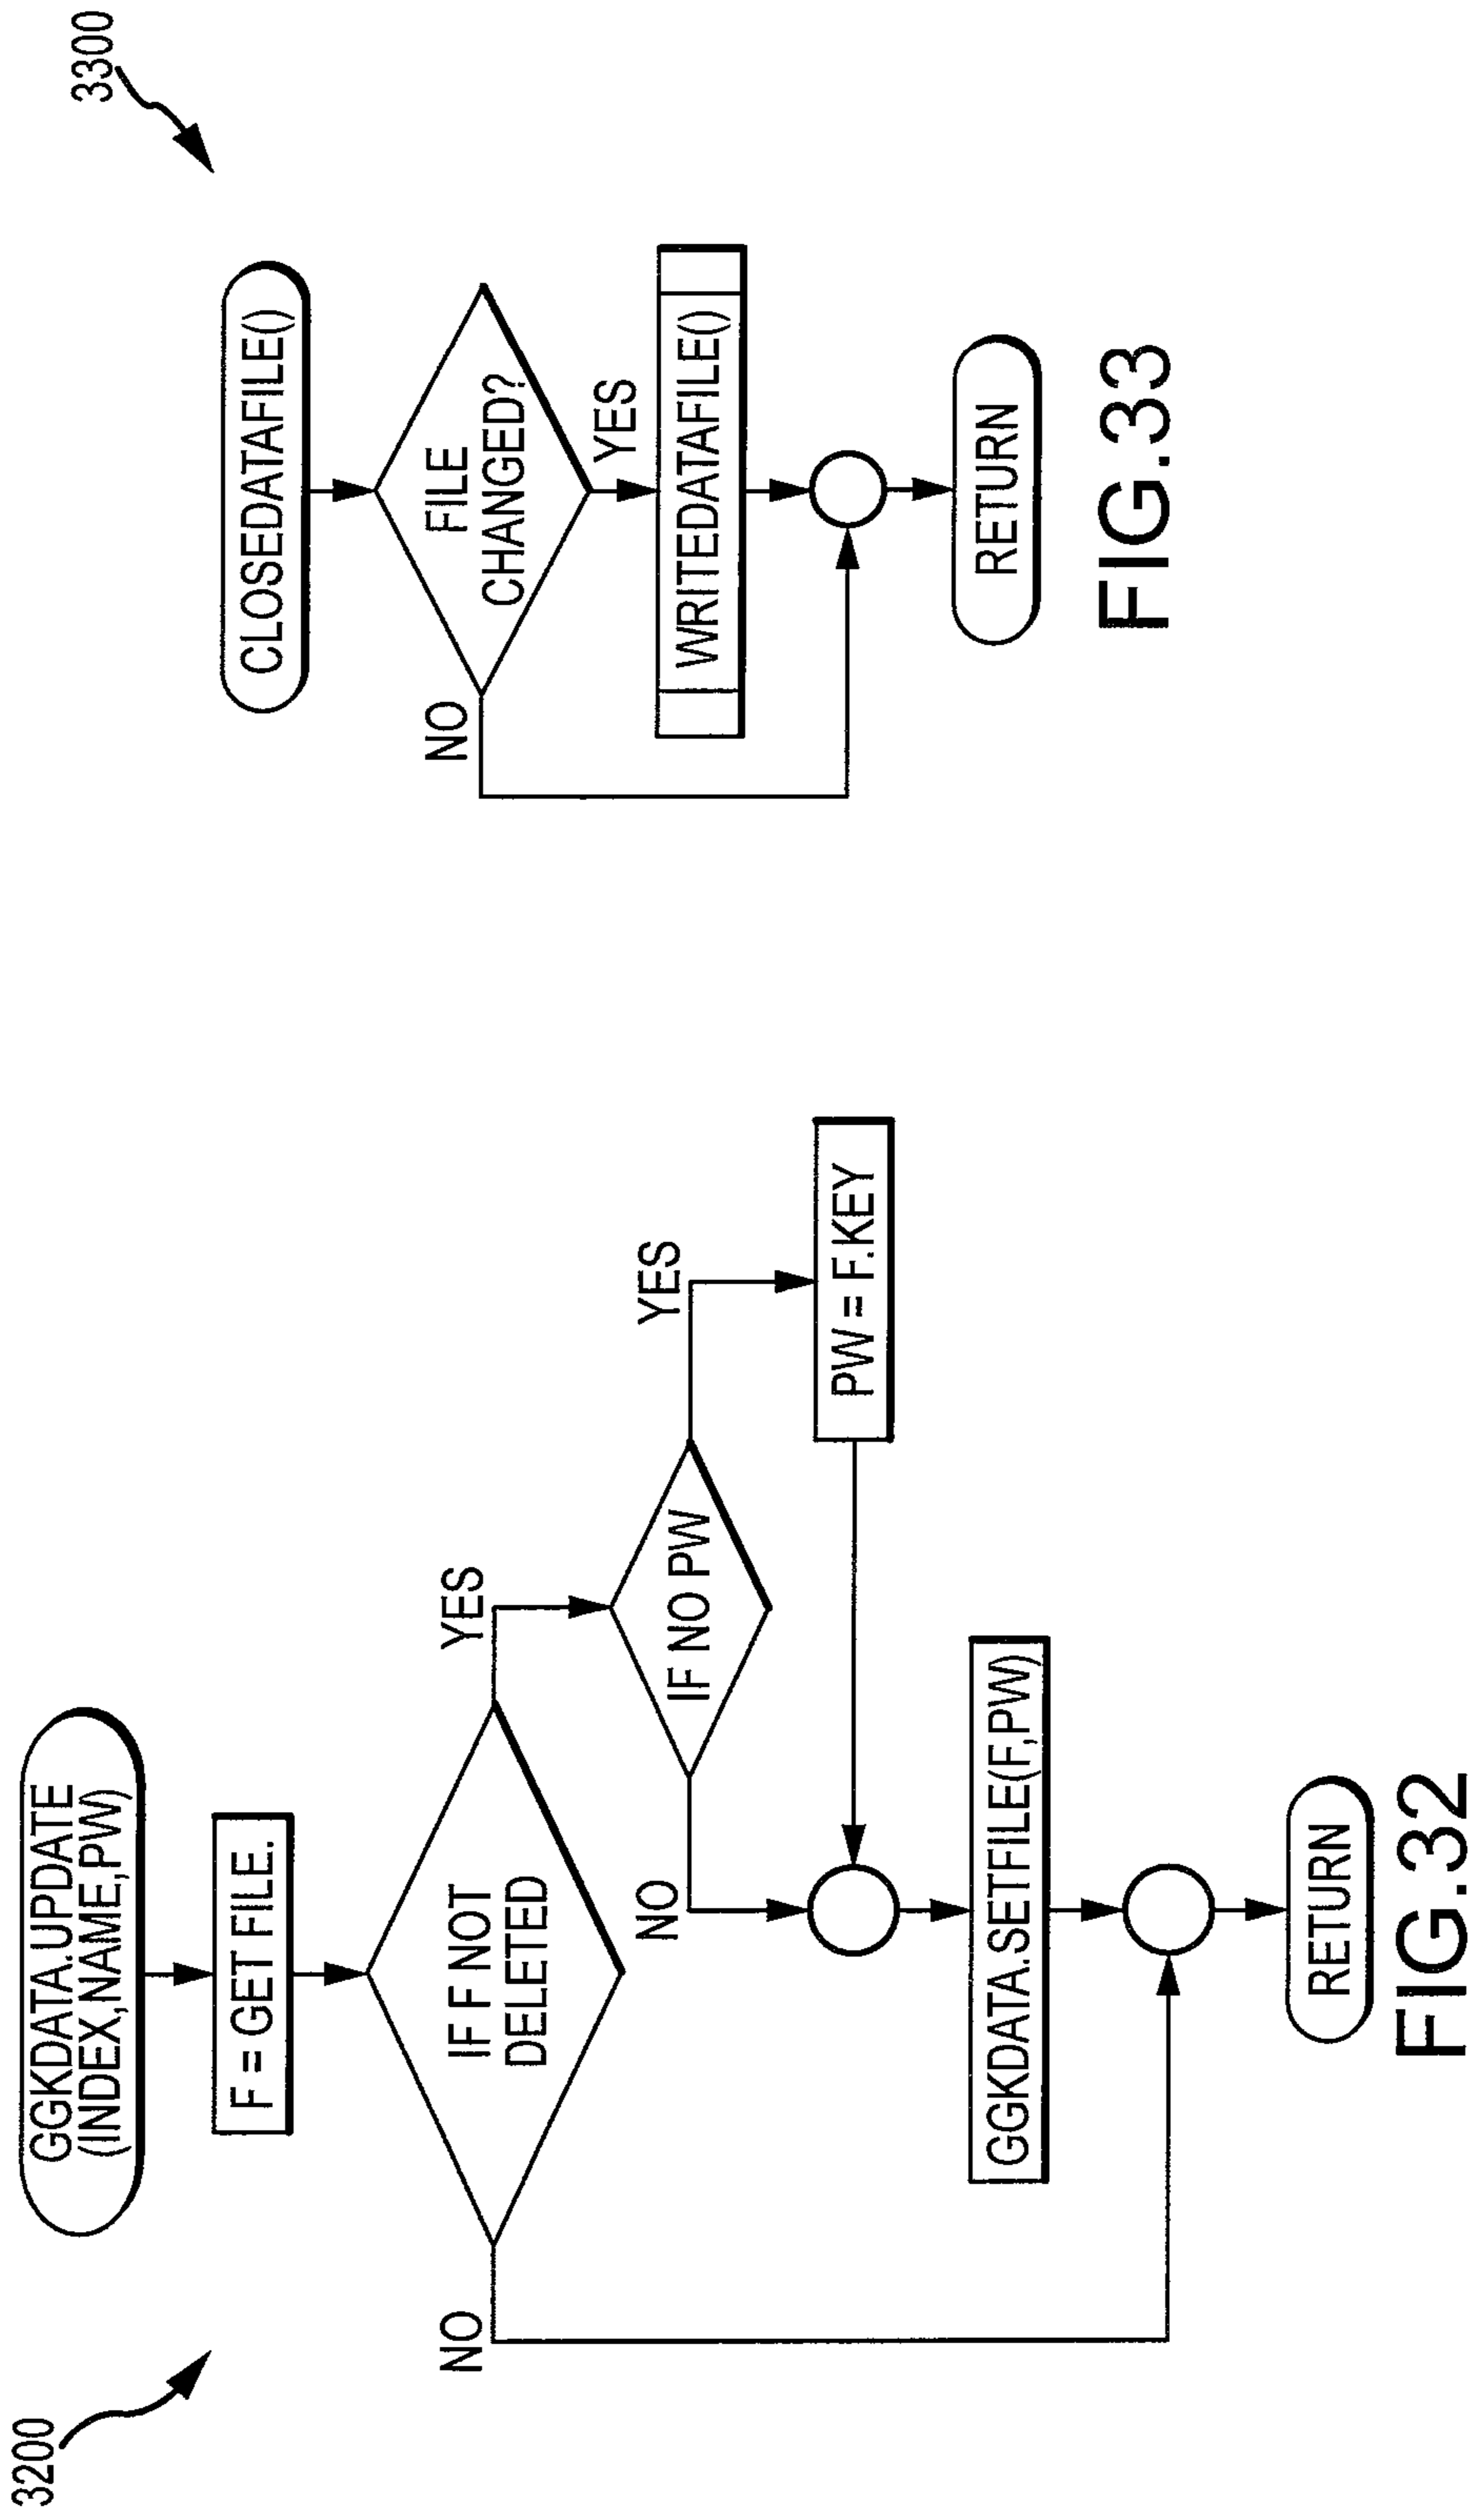 3200
GGKDATA.UPDATE
(INDEX,NAME,PW)
F = GET FILE.
IF F NOT
DELETED
NO
YES
IF NO PW
NO
YES
PW = F.KEY
GGKDATA.SETFILE(F,PW)
RETURN
FIG.32
3300
CLOSEDATAFILE()
FILE
CHANGED?
NO
YES
WRITEDATAFILE()
RETURN
FIG.33